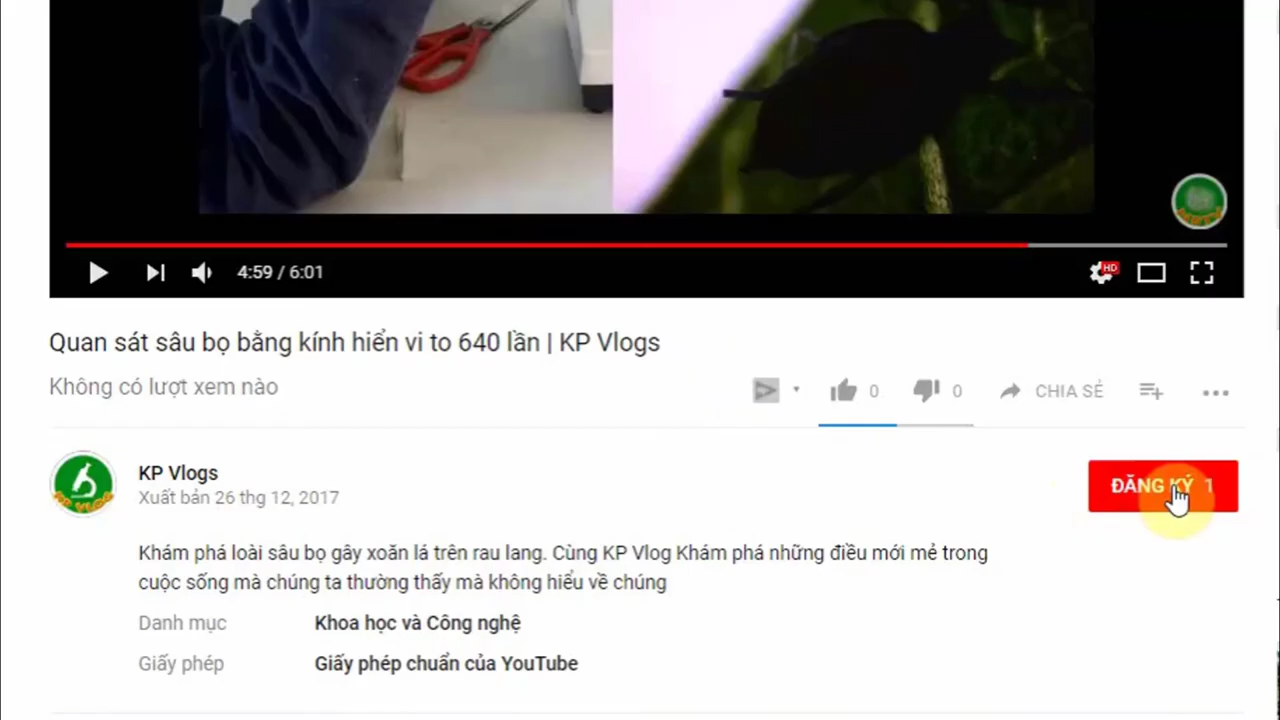 HD
4:59 / 6:01
Quan sát sâu bọ bằng kính hiển vi to 640 lần | KP Vlogs
Không có lượt xem nào
0
0
CHIA SẺ
KP VLOG
KP Vlogs
Xuất bản 26 thg 12, 2017
ĐĂNG KÝ 1
Khám phá loài sâu bọ gây xoăn lá trên rau lang. Cùng KP Vlog Khám phá những điều mới mẻ trong
cuộc sống mà chúng ta thường thấy mà không hiểu về chúng
Danh mục
Khoa học và Công nghệ
Giấy phép
Giấy phép chuẩn của YouTube